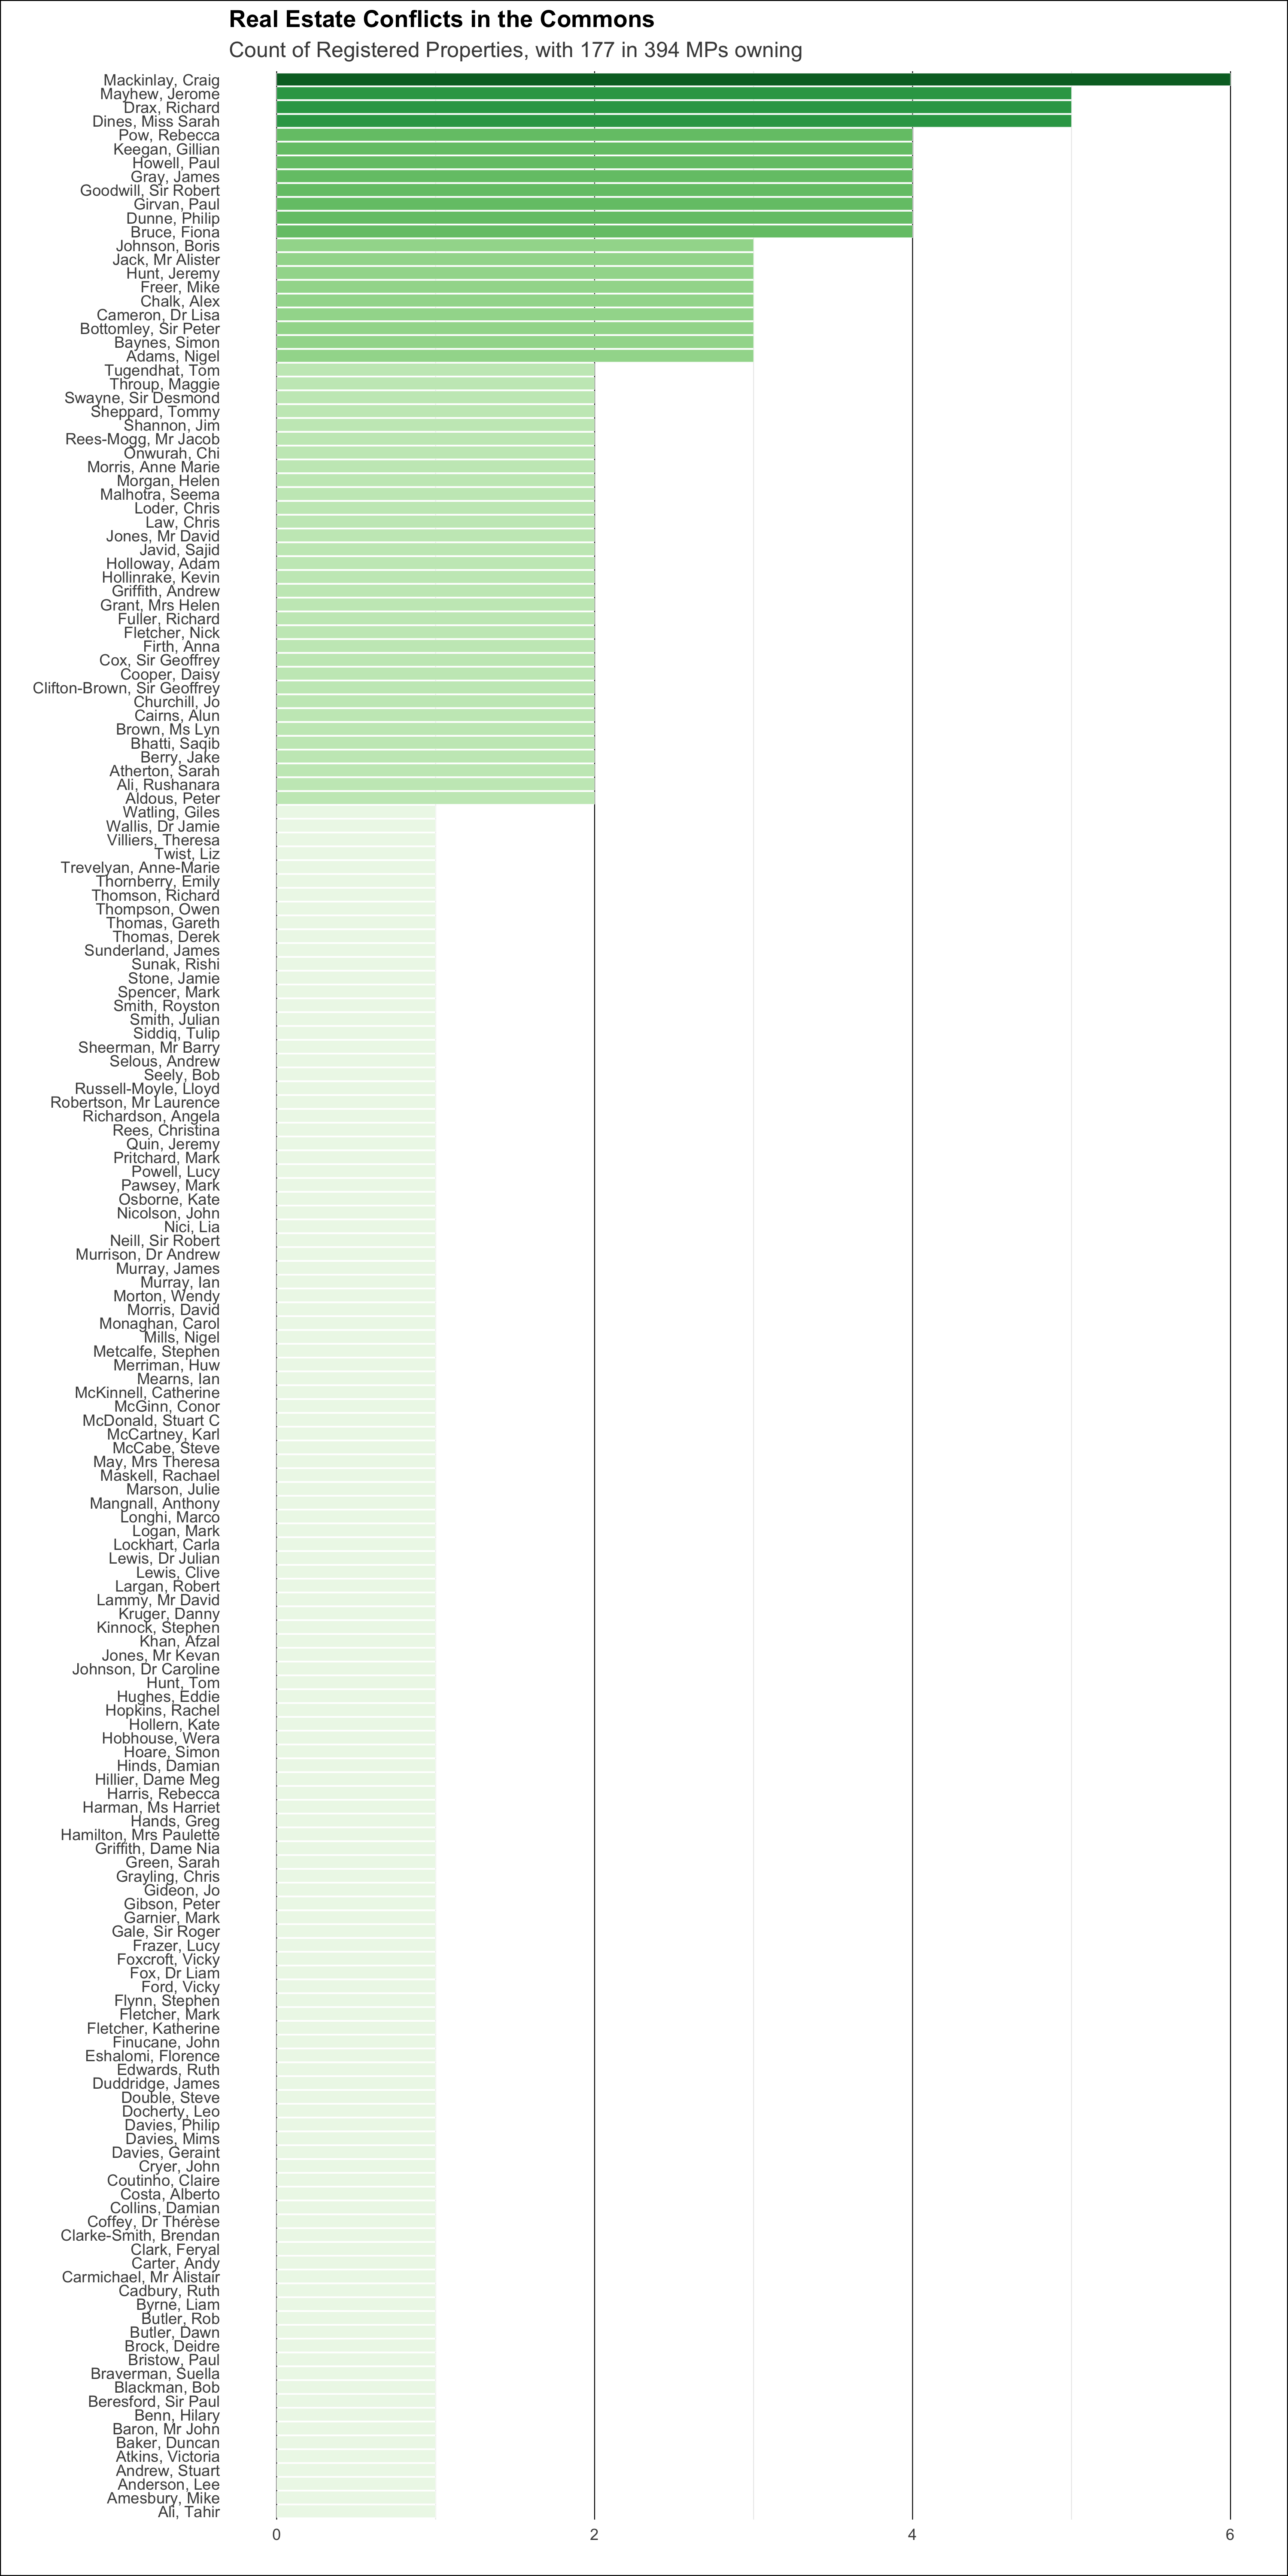 Real Estate Conflicts in the Commons
Count of Registered Properties, with 177 in 394 MPs owning
Mackinlay, Craig
Mayhew, Jerome
Drax, Richard
Dines, Miss Sarah
Pow, Rebecca
Keegan, Gillian
Howell, Paul
Gray, James
Goodwill, Sir Robert
Girvan, Paul
Dunne, Philip
Bruce, Fiona
Johnson, Boris
Jack, Mr Alister
Hunt, Jeremy
Freer, Mike
Chalk, Alex
Cameron, Dr Lisa
Bottomley, Sir Peter
Baynes, Simon
Adams, Nigel
Tugendhat, Tom
Throup, Maggie
Swayne, Sir Desmond
Sheppard, Tommy
Shannon, Jim
Rees-Mogg, Mr Jacob
Onwurah, Chi
Morris, Anne Marie
Morgan, Helen
Malhotra, Seema
Loder, Chris
Law, Chris
Jones, Mr David
Javid, Sajid
Holloway, Adam
Hollinrake, Kevin
Griffith, Andrew
Grant, Mrs Helen
Fuller, Richard
Fletcher, Nick
Firth, Anna
Cox, Sir Geoffrey
Cooper, Daisy
Clifton-Brown, Sir Geoffrey
Churchill, Jo
Cairns, Alun
Brown, Ms Lyn
Bhatti, Saqib
Berry, Jake
Atherton, Sarah
Ali, Rushanara
Aldous, Peter
Watling, Giles
Wallis, Dr Jamie
Villiers, Theresa
Twist, Liz
Trevelyan, Anne-Marie
Thornberry, Emily
Thomson, Richard
Thompson, Owen
Thomas, Gareth
Thomas, Derek
Sunderland, James
Sunak, Rishi
Stone, Jamie
Spencer, Mark
Smith, Royston
Smith, Julian
Siddiq, Tulip
Sheerman, Mr Barry
Selous, Andrew
Seely, Bob
Russell-Moyle, Lloyd
Robertson, Mr Laurence
Richardson, Angela
Rees, Christina
Quin, Jeremy
Pritchard, Mark
Powell, Lucy
Pawsey, Mark
Osborne, Kate
Nicolson, John
Nici, Lia
Neill, Sir Robert
Murrison, Dr Andrew
Murray, James
Murray, Ian
Morton, Wendy
Morris, David
Monaghan, Carol
Mills, Nigel
Metcalfe, Stephen
Merriman, Huw
Mearns, Ian
McKinnell, Catherine
McGinn, Conor
McDonald, Stuart C
McCartney, Karl
McCabe, Steve
May, Mrs Theresa
Maskell, Rachael
Marson, Julie
Mangnall, Anthony
Longhi, Marco
Logan, Mark
Lockhart, Carla
Lewis, Dr Julian
Lewis, Clive
Largan, Robert
Lammy, Mr David
Kruger, Danny
Kinnock, Stephen
Khan, Afzal
Jones, Mr Kevan
Johnson, Dr Caroline
Hunt, Tom
Hughes, Eddie
Hopkins, Rachel
Hollern, Kate
Hobhouse, Wera
Hoare, Simon
Hinds, Damian
Hillier, Dame Meg
Harris, Rebecca
Harman, Ms Harriet
Hands, Greg
Hamilton, Mrs Paulette
Griffith, Dame Nia
Green, Sarah
Grayling, Chris
Gideon, Jo
Gibson, Peter
Garnier, Mark
Gale, Sir Roger
Frazer, Lucy
Foxcroft, Vicky
Fox, Dr Liam
Ford, Vicky
Flynn, Stephen
Fletcher, Mark
Fletcher, Katherine
Finucane, John
Eshalomi, Florence
Edwards, Ruth
Duddridge, James
Double, Steve
Docherty, Leo
Davies, Philip
Davies, Mims
Davies, Geraint
Cryer, John
Coutinho, Claire
Costa, Alberto
Collins, Damian
Coffey, Dr Thérèse
Clarke-Smith, Brendan
Clark, Feryal
Carter, Andy
Carmichael, Mr Alistair
Cadbury, Ruth
Byrne, Liam
Butler, Rob
Butler, Dawn
Brock, Deidre
Bristow, Paul
Braverman, Suella
Blackman, Bob
Beresford, Sir Paul
Benn, Hilary
Baron, Mr John
Baker, Duncan
Atkins, Victoria
Andrew, Stuart
Anderson, Lee
Amesbury, Mike
Ali, Tahir
0 2 4 6